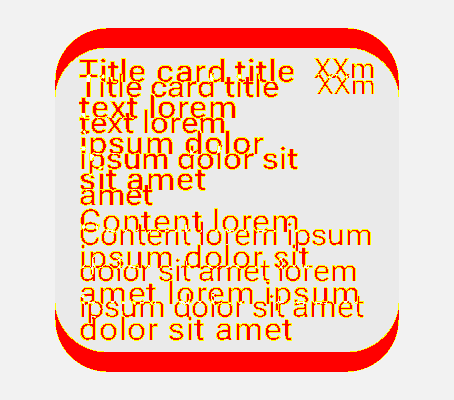 Title card title XXm
Title card title XXm
text lorem
text lorem
ipsum dolor
ipsum dolor sit
sit amet
amet
Content lorem
Content lorem ipsum
ipsum dolor sit
dolor sit amet lorem
amet lorem ipsum
ipsum dolor sit amet
dolor sit amet